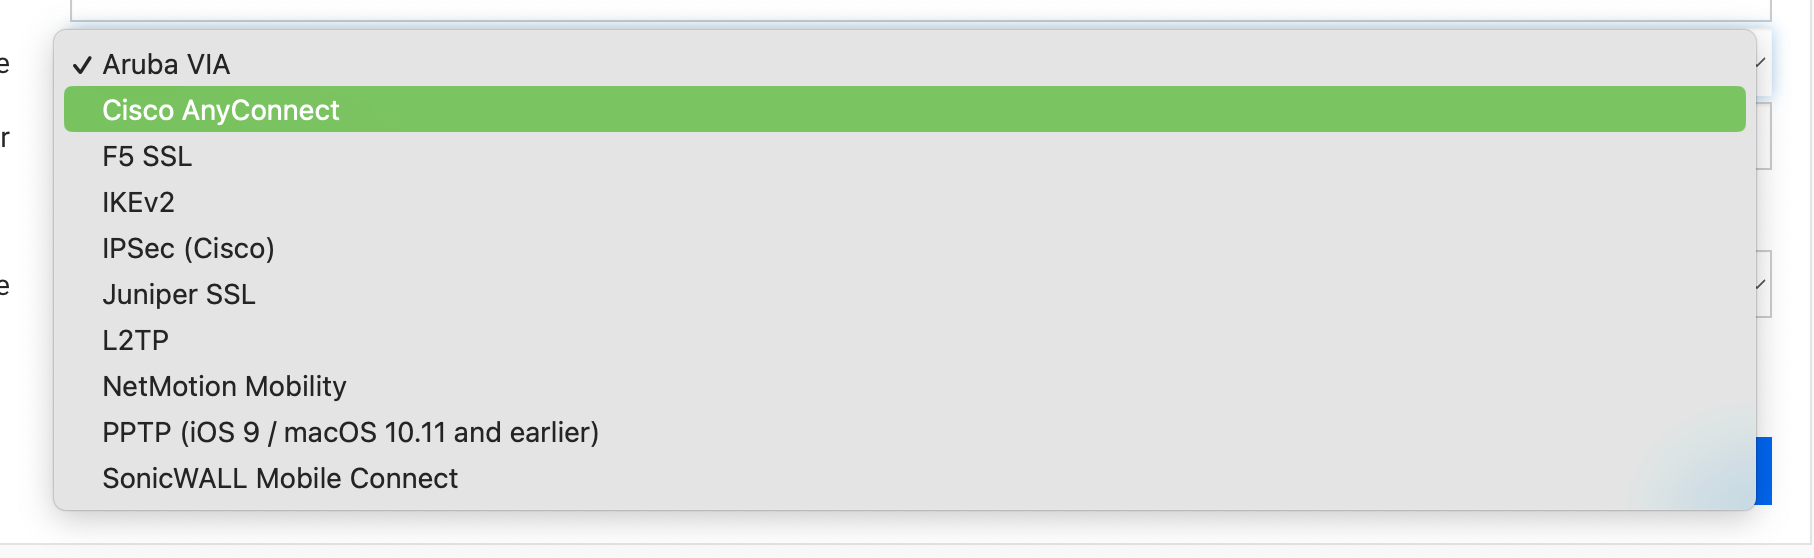 Aruba VIA
Cisco AnyConnect
F5 SSL
IKEv2
IPSec (Cisco)
Juniper SSL
L2TP
NetMotion Mobility
PPTP (iOS 9 / macOS 10.11 and earlier)
SonicWALL Mobile Connect